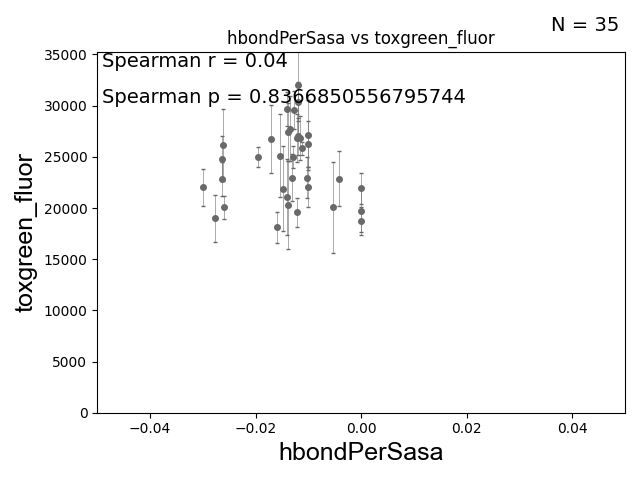 N = 35
hbondPerSasa vs toxgreen_fluor
Spearman r = 0.04
Spearman p = 0.8366850556795744
toxgreen_fluor
35000
30000
25000
20000
15000
10000
5000
0
−0.04 −0.02 0.00 0.02 0.04
hbondPerSasa